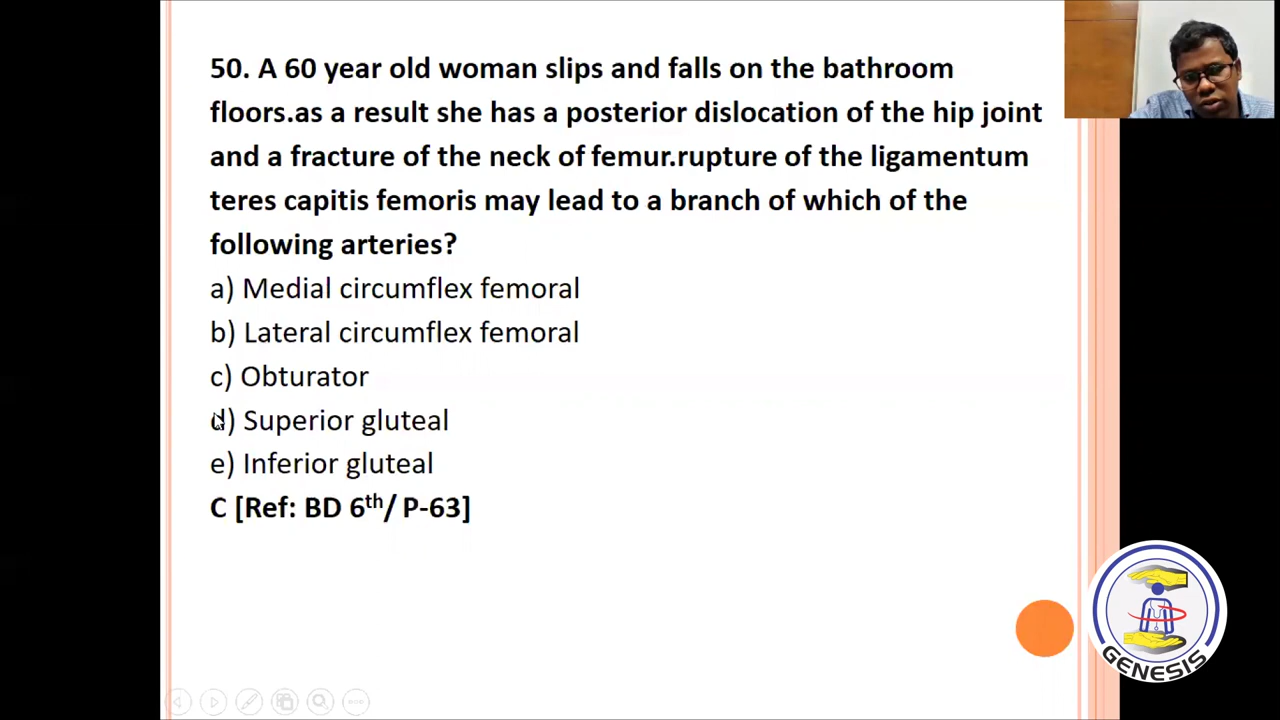 50. A 60 year old woman slips and falls on the bathroom
floors.as a result she has a posterior dislocation of the hip joint
and a fracture of the neck of femur.rupture of the ligamentum
teres capitis femoris may lead to a branch of which of the
following arteries?
a) Medial circumflex femoral
b) Lateral circumflex femoral
c) Obturator
d) Superior gluteal
e) Inferior gluteal
C [Ref: BD 6th/ P-63]
GENESIS